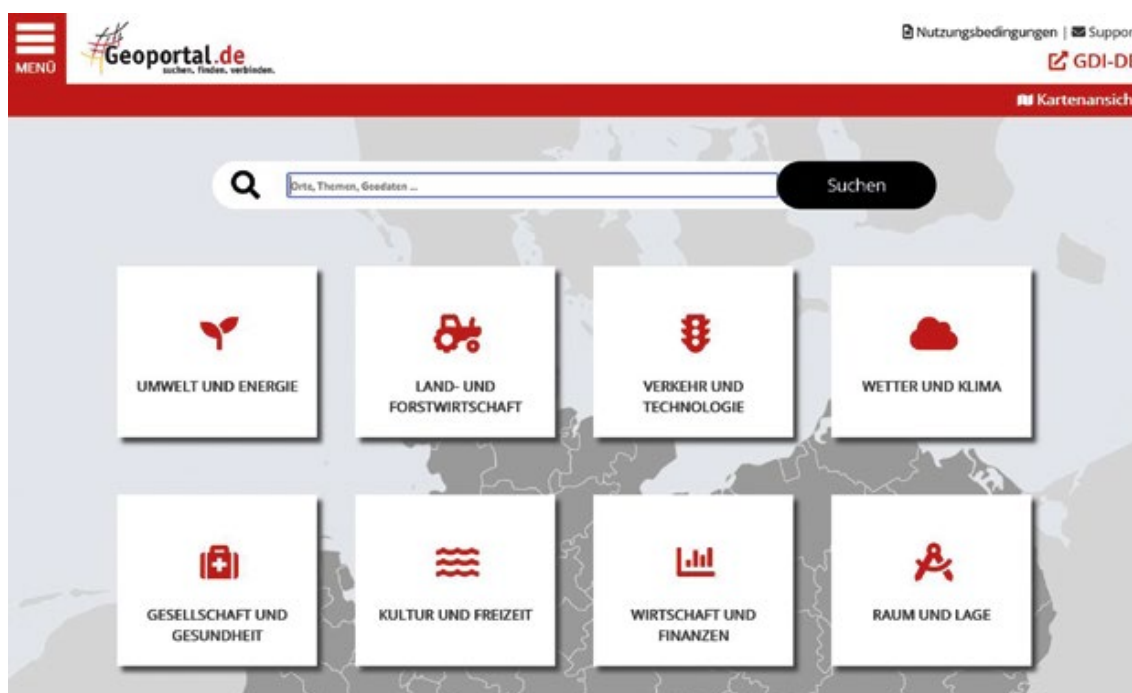 Nutzungsbedingungen | Suppor
GDI-DE
MENÜ
Geoportal.de
suchen. finden. verbinden.
Kartenansich
Orte, Themen, Geodaten ...
Suchen
UMWELT UND ENERGIE
LAND- UND
FORSTWIRTSCHAFT
VERKEHR UND
TECHNOLOGIE
WETTER UND KLIMA
GESELLSCHAFT UND
GESUNDHEIT
KULTUR UND FREIZEIT
WIRTSCHAFT UND
FINANZEN
RAUM UND LAGE